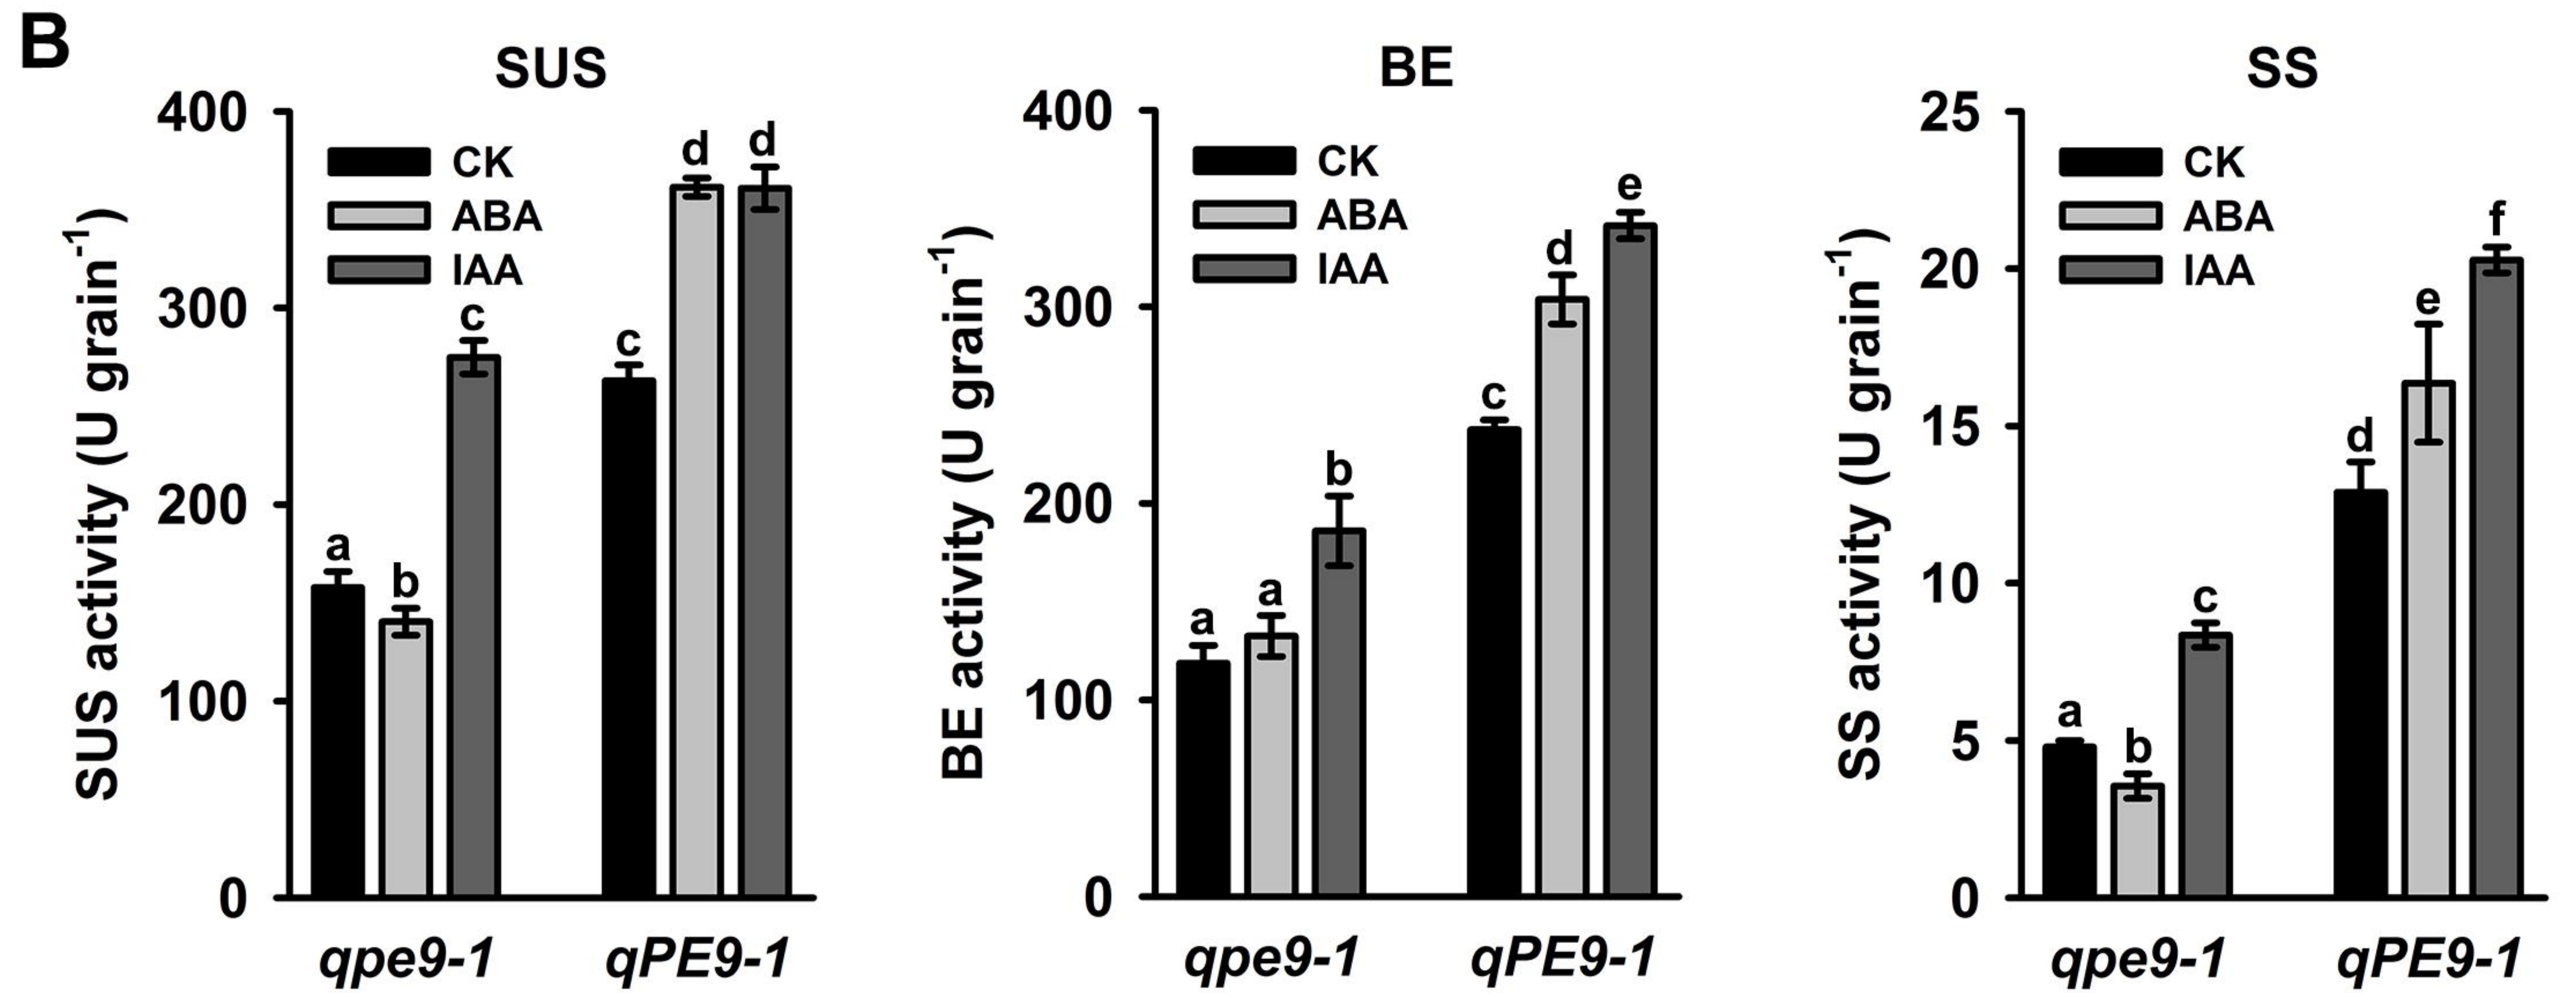 B
SUS
400
300
200
100
0
SUS activity (U grain-1)
CK
ABA
IAA
a
b
c
c
d
d
qpe9-1
qPE9-1
BE
400
300
200
100
0
BE activity (U grain-1)
CK
ABA
IAA
a
a
b
c
d
e
qpe9-1
qPE9-1
SS
25
20
15
10
5
0
SS activity (U grain-1)
CK
ABA
IAA
a
b
c
d
e
f
qpe9-1
qPE9-1